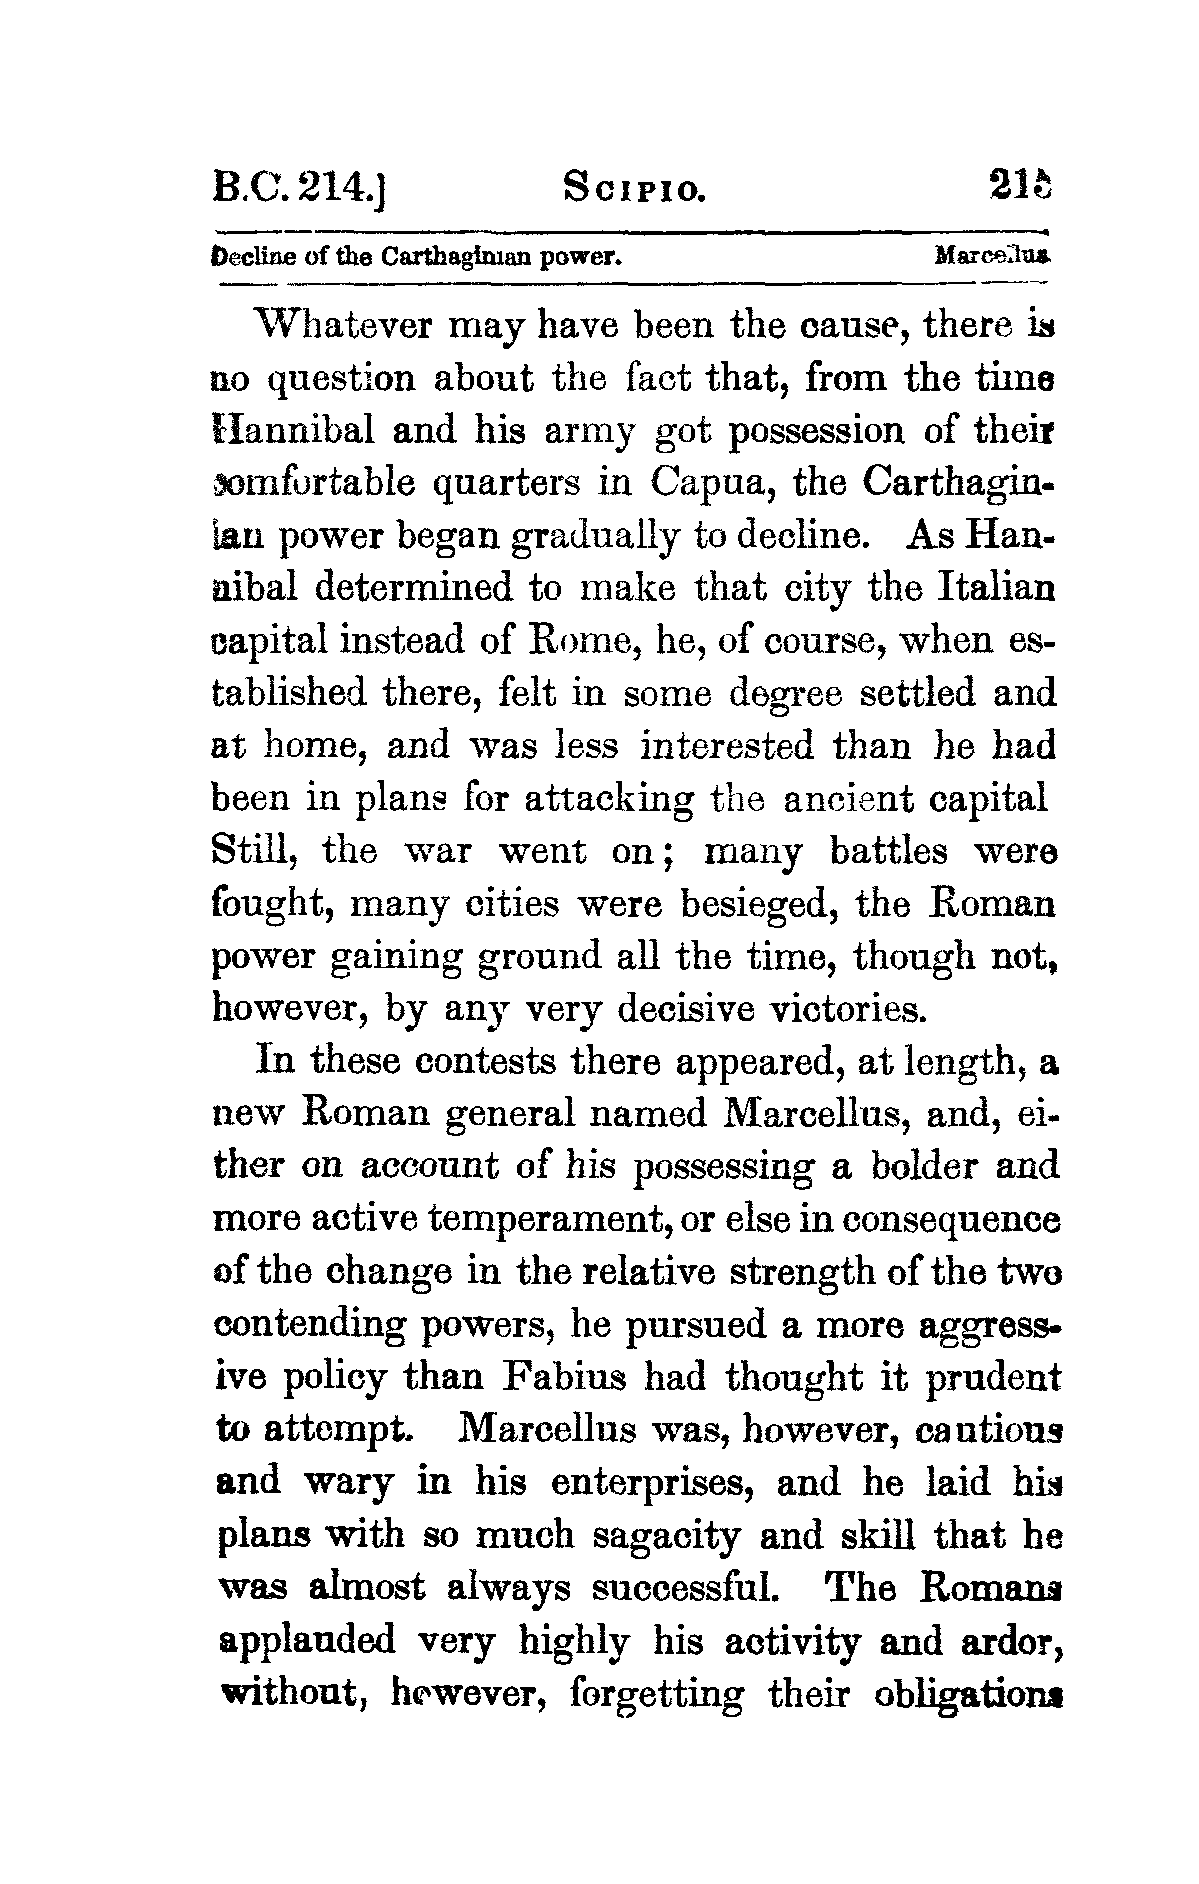 B.C. 214.] SCIPIO. 215
Decline of the Carthaginian power. Marcellus.
Whatever may have been the cause, there is
no question about the fact that, from the time
Hannibal and his army got possession of their
comfortable quarters in Capua, the Carthagin-
ian power began gradually to decline. As Han-
nibal determined to make that city the Italian
capital instead of Rome, he, of course, when es-
tablished there, felt in some degree settled and
at home, and was less interested than he had
been in plans for attacking the ancient capital
Still, the war went on; many battles were
fought, many cities were besieged, the Roman
power gaining ground all the time, though not,
however, by any very decisive victories.
In these contests there appeared, at length, a
new Roman general named Marcellus, and, ei-
ther on account of his possessing a bolder and
more active temperament, or else in consequence
of the change in the relative strength of the two
contending powers, he pursued a more aggress-
ive policy than Fabius had thought it prudent
to attempt. Marcellus was, however, cautious
and wary in his enterprises, and he laid his
plans with so much sagacity and skill that he
was almost always successful. The Romans
applauded very highly his activity and ardor,
without, however, forgetting their obligations